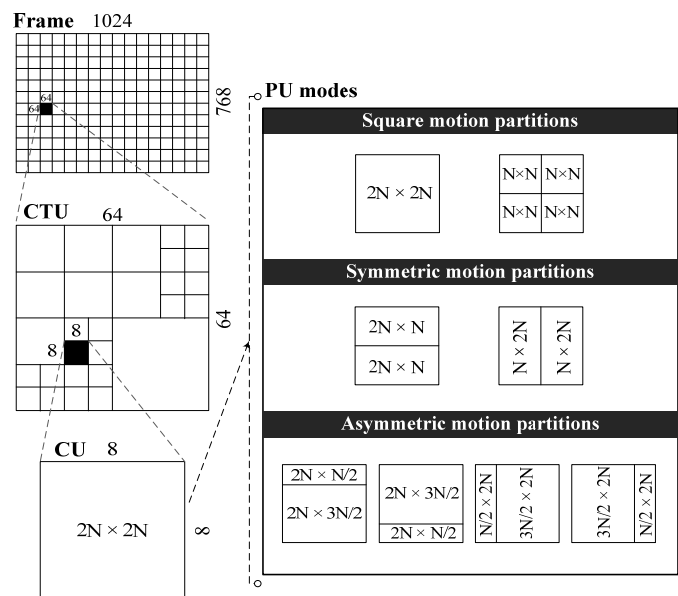 Frame 1024
64
64
768
CTU 64
64
8
8
CU 8
2N × 2N
8
PU modes
Square motion partitions
2N × 2N
N×N N×N
N×N N×N
Symmetric motion partitions
2N × N
2N × N
N × 2N
N × 2N
Asymmetric motion partitions
2N × N/2
2N × 3N/2
2N × 3N/2
2N × N/2
N/2 × 2N
3N/2 × 2N
3N/2 × 2N
N/2 × 2N